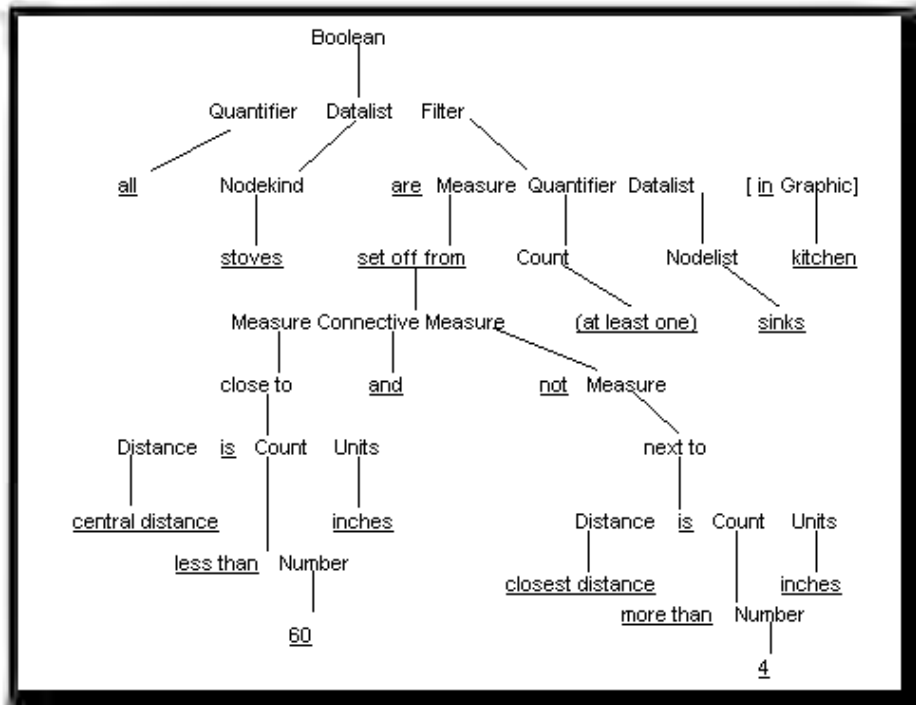 Boolean
Quantifier Datalist Filter
all Nodekind are Measure Quantifier Datalist [ in Graphic]
stoves set off from Count Nodelist kitchen
Measure Connective Measure (at least one) sinks
close to and not Measure
Distance is Count Units next to
central distance inches Distance is Count Units
less than Number closest distance inches
more than Number
60
4